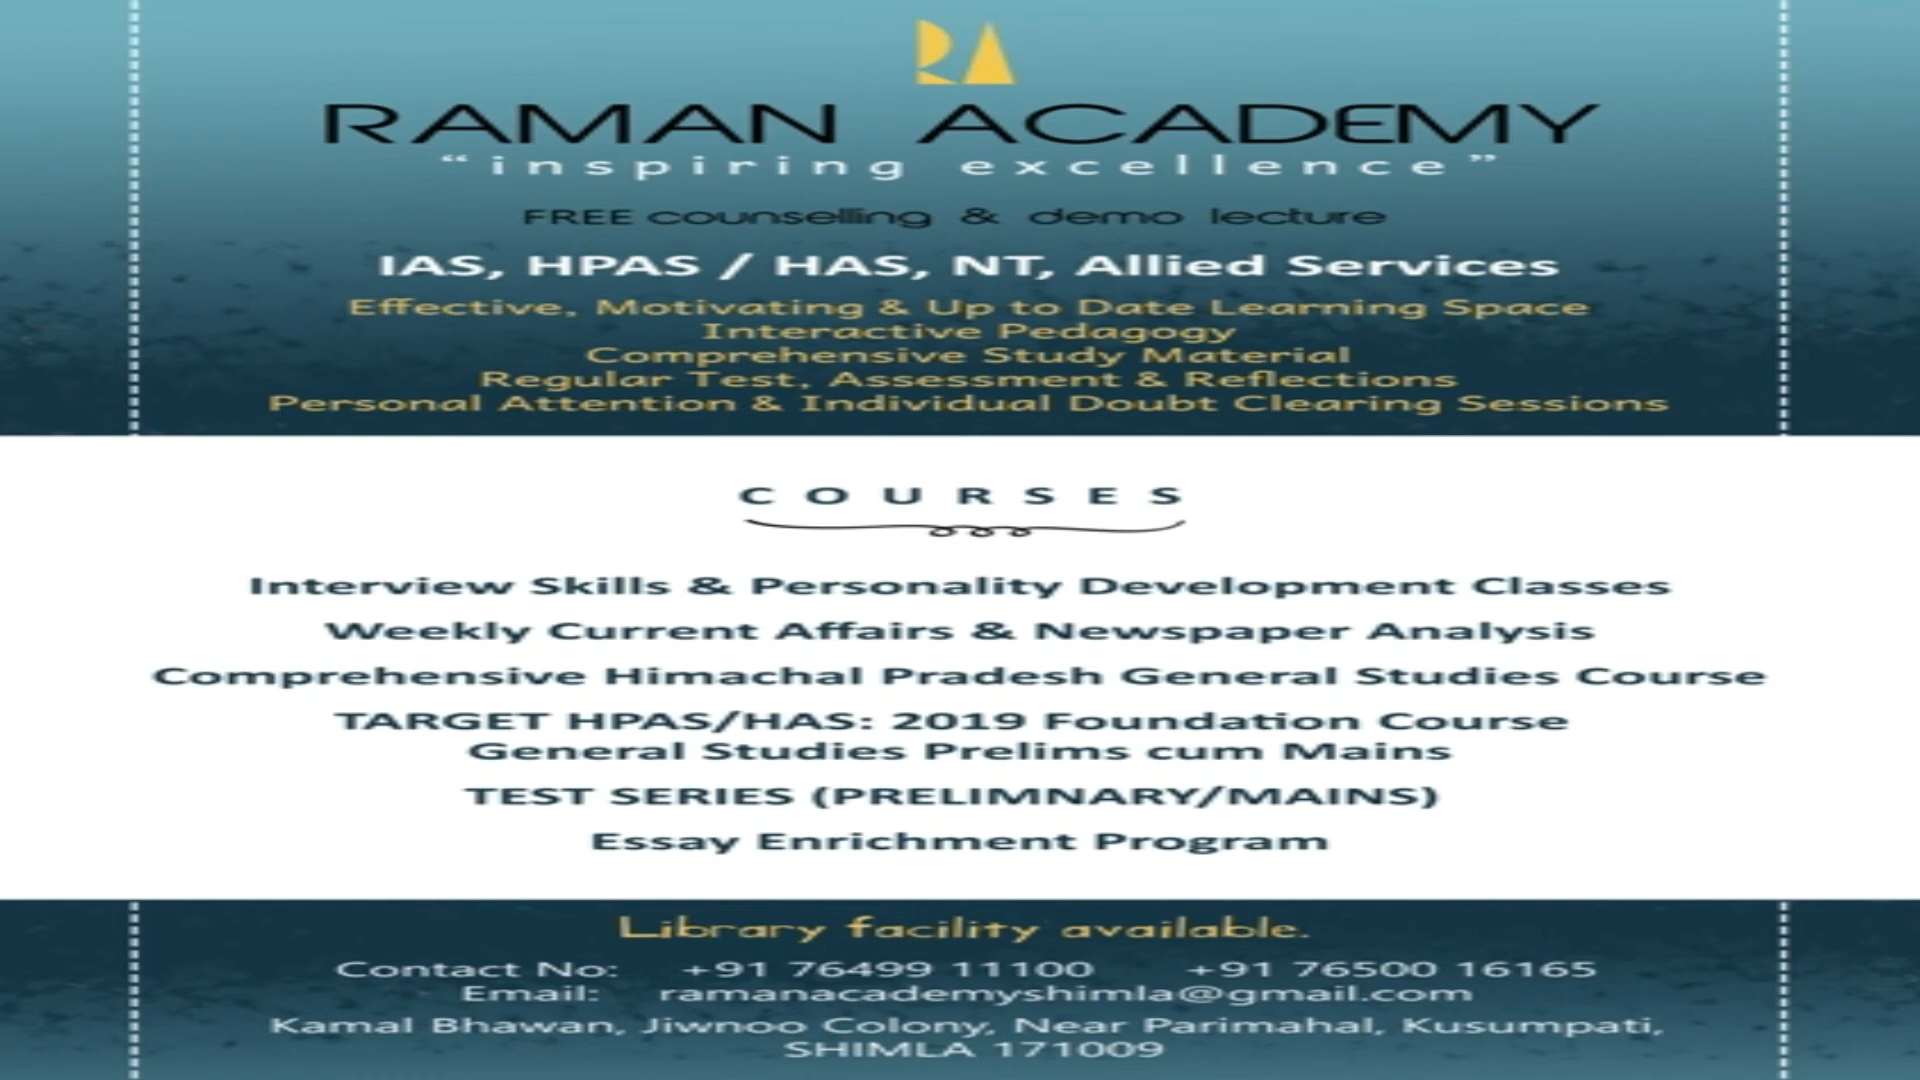 RA
RAMAN ACADEMY
"inspiring excellence"
FREE counselling & demo lecture
IAS, HPAS / HAS, NT, Allied Services
Effective, Motivating & Up to Date Learning Space
Interactive Pedagogy
Comprehensive Study Material
Regular Test, Assessment & Reflections
Personal Attention & Individual Doubt Clearing Sessions
COURSES
Interview Skills & Personality Development Classes
Weekly Current Affairs & Newspaper Analysis
Comprehensive Himachal Pradesh General Studies Course
TARGET HPAS/HAS: 2019 Foundation Course
General Studies Prelims cum Mains
TEST SERIES (PRELIMNARY/MAINS)
Essay Enrichment Program
Library facility available.
Contact No: +91 76499 11100 +91 76500 16165
Email: ramanacademyshimla@gmail.com
Kamal Bhawan, Jiwnoo Colony, Near Parimahal, Kusumpati,
SHIMLA 171009